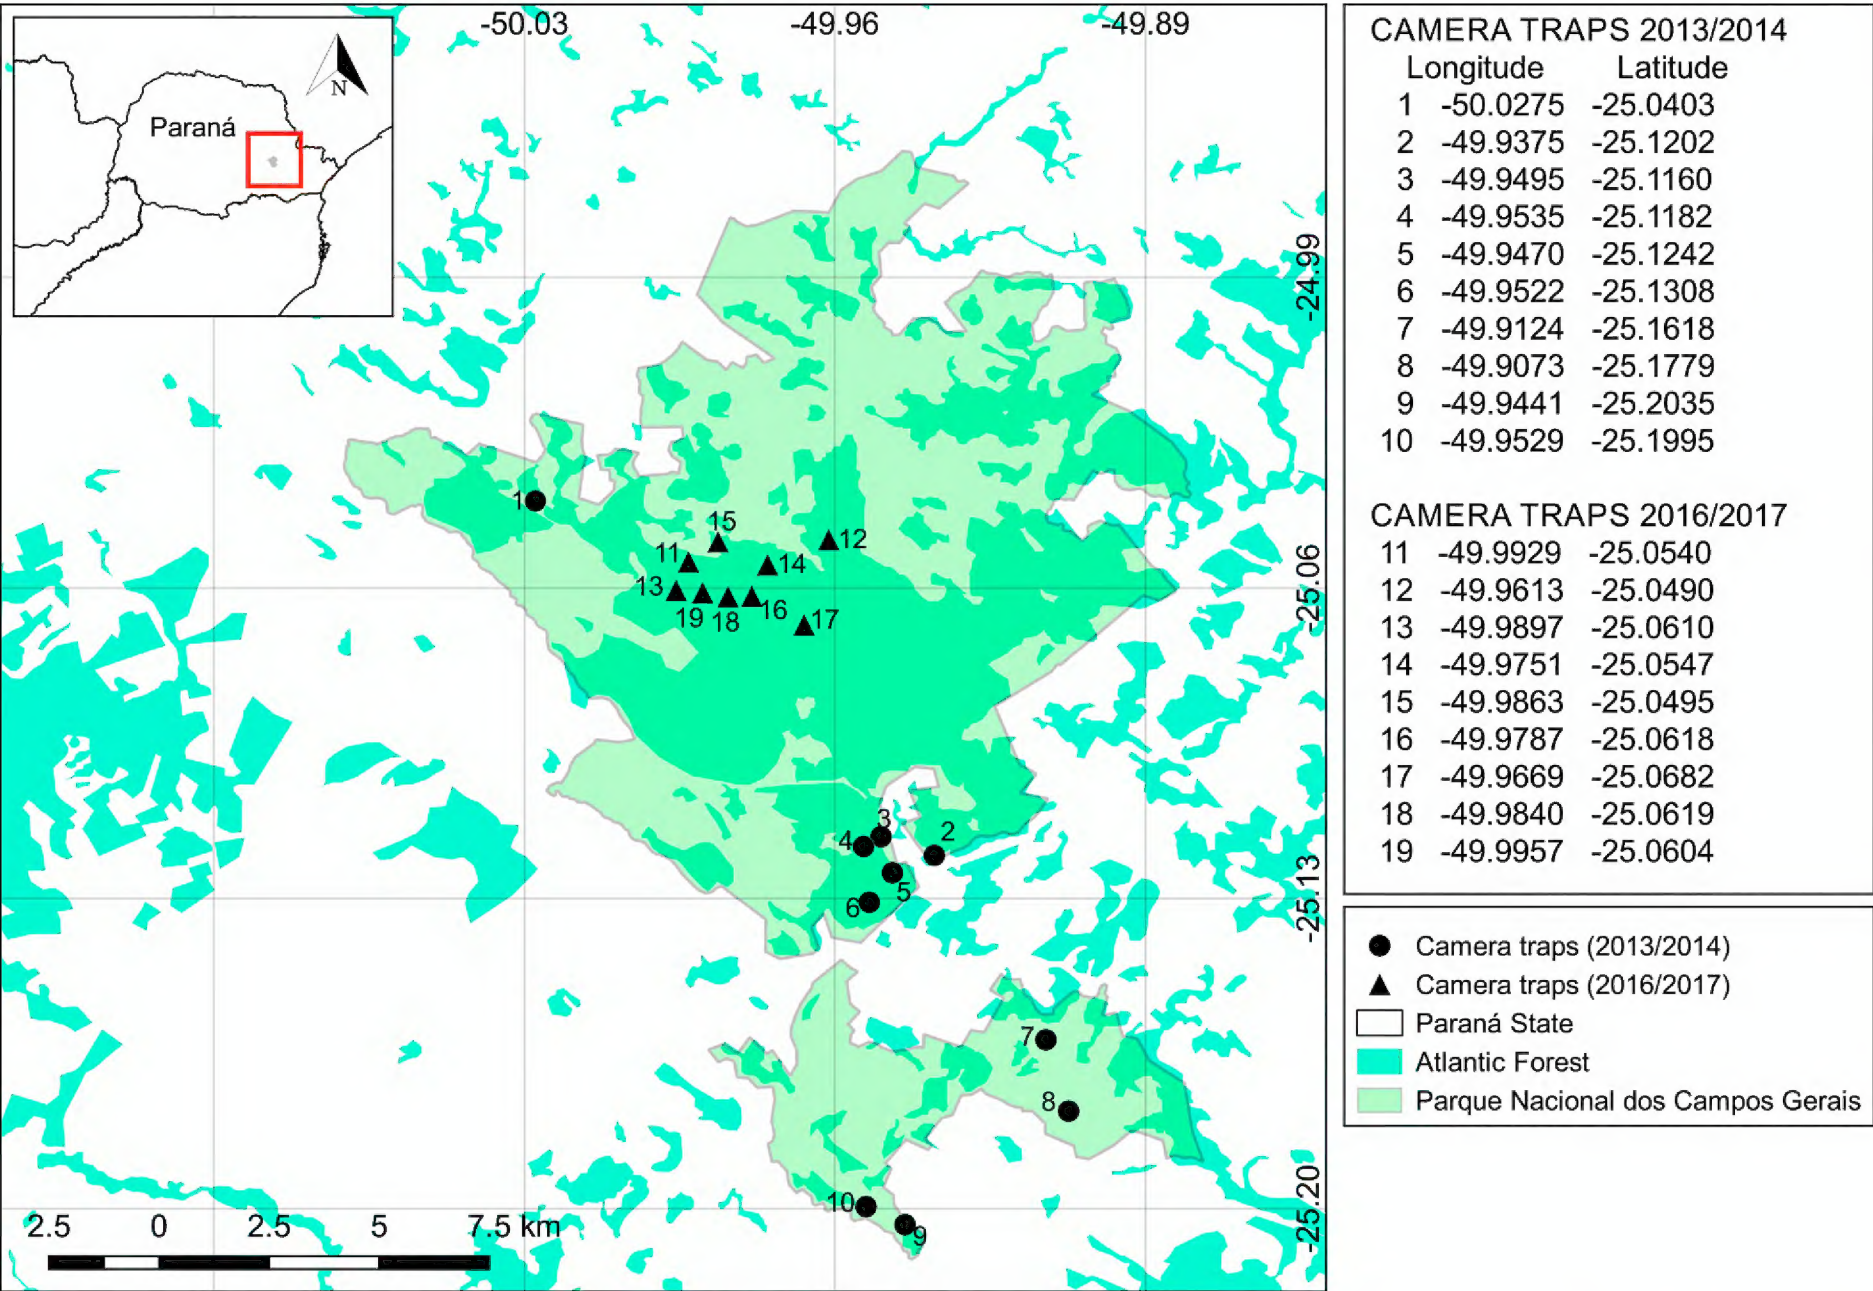 -50.03 -49.96 -49.89
N
Paraná
-24.99
-25.06
-25.13
-25.20
1
15
12
11
14
13
19
18
16
17
3
4
2
5
6
7
8
10
9
2.5 0 2.5 5 7.5 km
CAMERA TRAPS 2013/2014
Longitude Latitude
1 -50.0275 -25.0403
2 -49.9375 -25.1202
3 -49.9495 -25.1160
4 -49.9535 -25.1182
5 -49.9470 -25.1242
6 -49.9522 -25.1308
7 -49.9124 -25.1618
8 -49.9073 -25.1779
9 -49.9441 -25.2035
10 -49.9529 -25.1995
CAMERA TRAPS 2016/2017
11 -49.9929 -25.0540
12 -49.9613 -25.0490
13 -49.9897 -25.0610
14 -49.9751 -25.0547
15 -49.9863 -25.0495
16 -49.9787 -25.0618
17 -49.9669 -25.0682
18 -49.9840 -25.0619
19 -49.9957 -25.0604
Camera traps (2013/2014)
Camera traps (2016/2017)
Paraná State
Atlantic Forest
Parque Nacional dos Campos Gerais